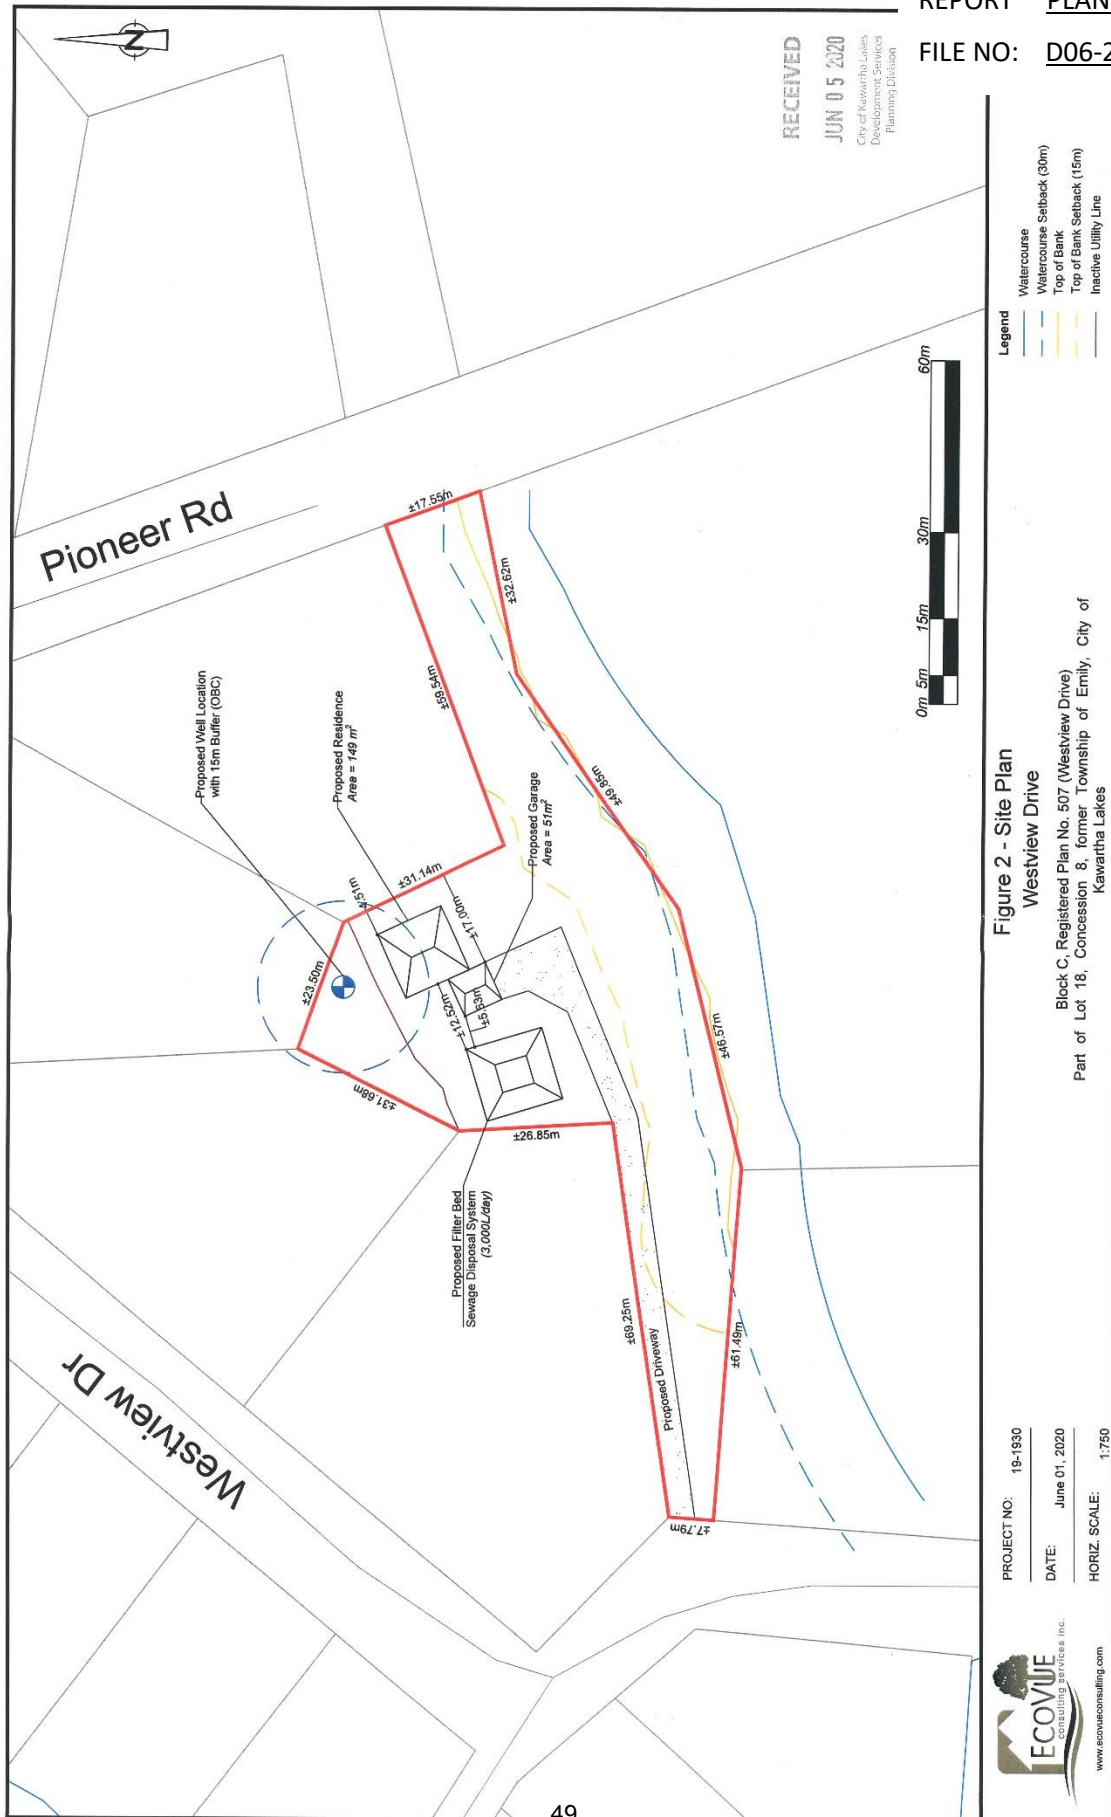 REPORT PLAN
FILE NO: D06-2
RECEIVED
JUN 05 2020
City of Kawartha Lakes
Development Services
Planning Division
N
Pioneer Rd
Westview Dr
Proposed Well Location
with 15m Buffer (OBC)
Proposed Residence
Area = 149 m²
Proposed Garage
Area = 51m²
Proposed Filter Bed
Sewage Disposal System
(3,000L/day)
Proposed Driveway
±17.55m
±32.62m
±59.54m
±49.85m
±31.14m
4.51m
±17.00m
±23.50m
±12.52m
±5.63m
±31.68m
±26.85m
±46.57m
±69.25m
±61.49m
±7.79m
0m 5m 15m 30m 60m
Legend
Watercourse
Watercourse Setback (30m)
Top of Bank
Top of Bank Setback (15m)
Inactive Utility Line
Figure 2 - Site Plan
Westview Drive
Block C, Registered Plan No. 507 (Westview Drive)
Part of Lot 18, Concession 8, former Township of Emily, City of
Kawartha Lakes
PROJECT NO: 19-1930
DATE: June 01, 2020
HORIZ. SCALE: 1:750
ECOVUE
consulting services inc.
www.ecovueconsulting.com
49